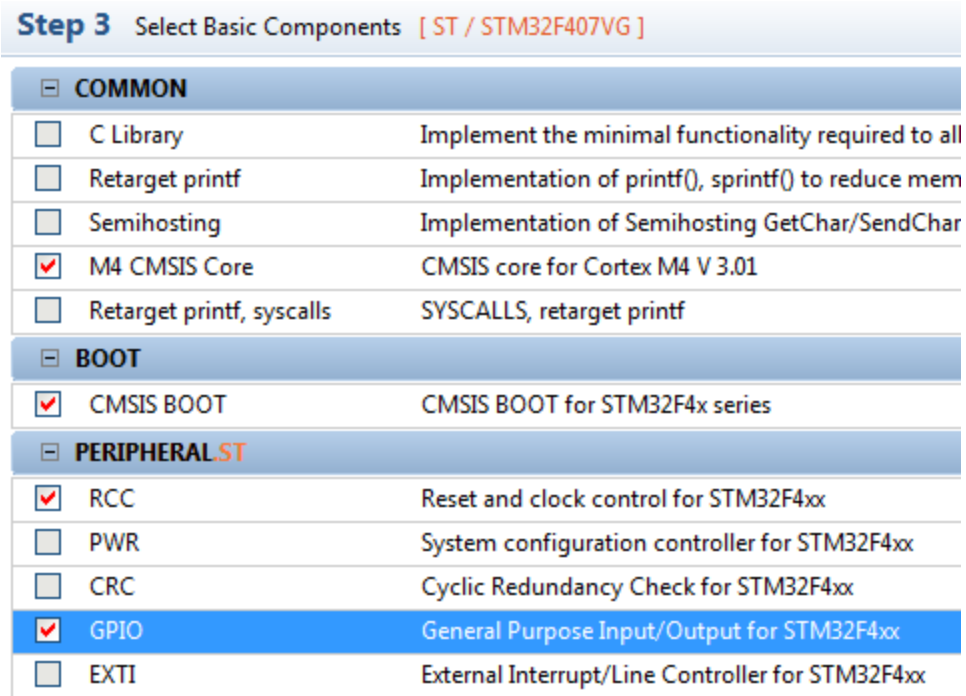 Step 3 Select Basic Components [ ST / STM32F407VG ]
COMMON
C Library Implement the minimal functionality required to all
Retarget printf Implementation of printf(), sprintf() to reduce mem
Semihosting Implementation of Semihosting GetChar/SendChar
M4 CMSIS Core CMSIS core for Cortex M4 V 3.01
Retarget printf, syscalls SYSCALLS, retarget printf
BOOT
CMSIS BOOT CMSIS BOOT for STM32F4x series
PERIPHERAL.ST
RCC Reset and clock control for STM32F4xx
PWR System configuration controller for STM32F4xx
CRC Cyclic Redundancy Check for STM32F4xx
GPIO General Purpose Input/Output for STM32F4xx
EXTI External Interrupt/Line Controller for STM32F4xx